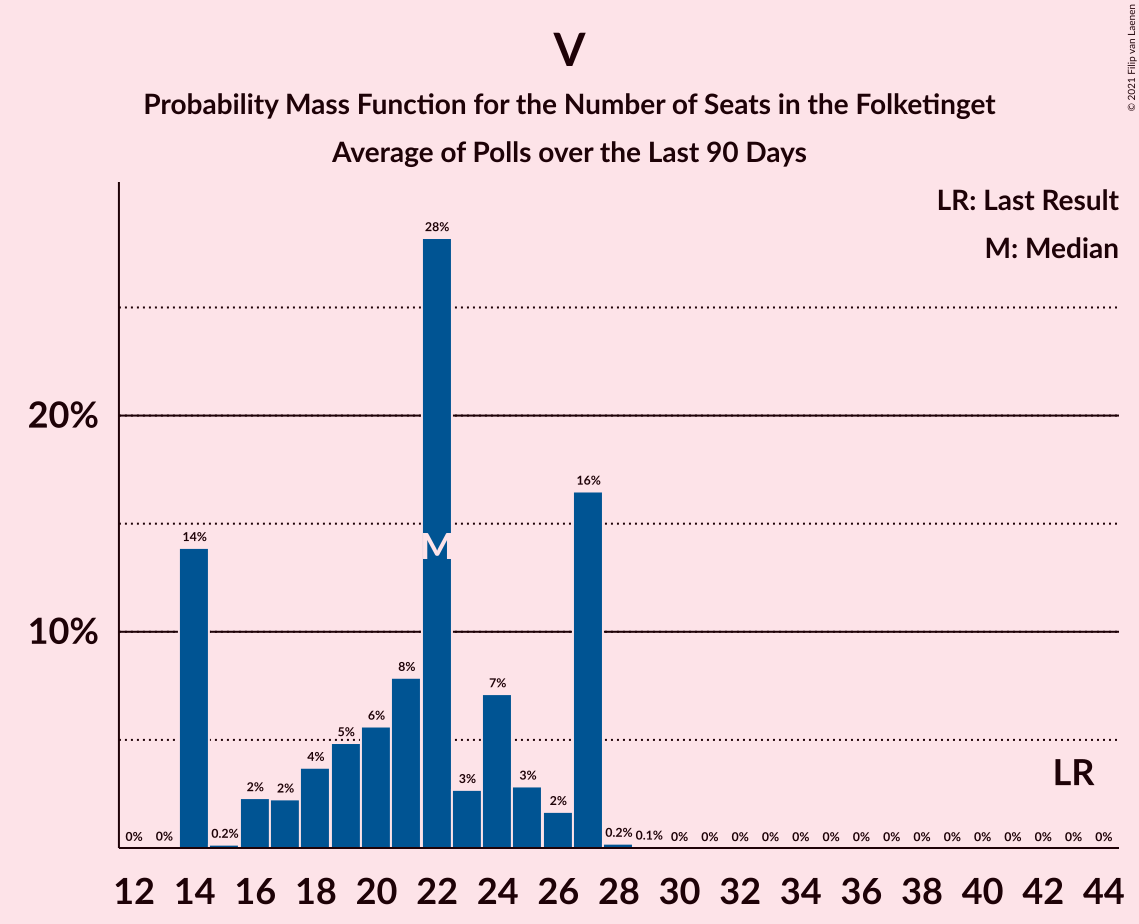 V
Probability Mass Function for the Number of Seats in the Folketinget
Average of Polls over the Last 90 Days
© 2021 Filip van Laenen
LR: Last Result
M: Median
28%
20%
16%
14%
M
10%
8%
7%
6%
5%
4%
3%
3%
2%
2%
2%
LR
0% 0% 0.2% 0.2% 0.1% 0% 0% 0% 0% 0% 0% 0% 0% 0% 0% 0% 0% 0% 0% 0%
12 14 16 18 20 22 24 26 28 30 32 34 36 38 40 42 44